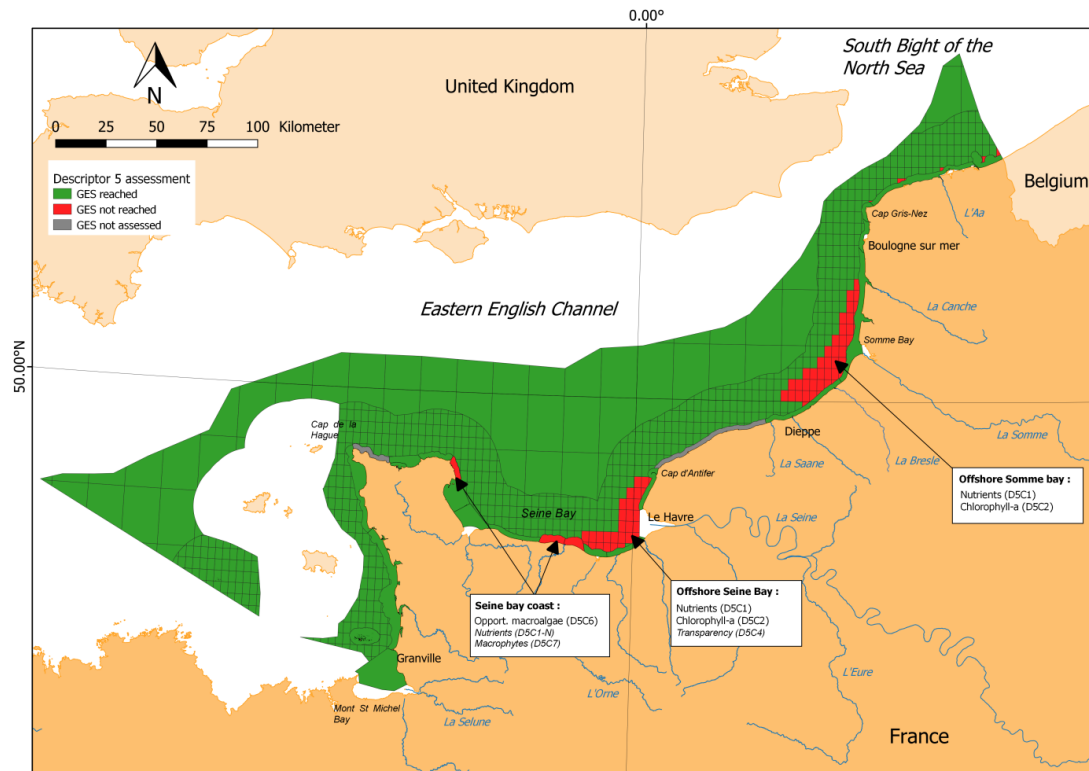 0.00°
South Bight of the
North Sea
N
United Kingdom
0 25 50 75 100 Kilometer
Descriptor 5 assessment
GES reached
GES not reached
GES not assessed
Belgium
L'Aa
Cap Gris-Nez
Boulogne sur mer
La Canche
Eastern English Channel
Somme Bay
50.00°N
Cap de la
Hague
Dieppe
La Somme
La Saane
La Bresle
Cap d'Antifer
Offshore Somme bay :
Nutrients (D5C1)
Chlorophyll-a (D5C2)
Seine Bay
Le Havre
La Seine
Seine bay coast :
Opport. macroalgae (D5C6)
Nutrients (D5C1-N)
Macrophytes (D5C7)
Offshore Seine Bay :
Nutrients (D5C1)
Chlorophyll-a (D5C2)
Transparency (D5C4)
Granville
L'Orne
L'Eure
Mont St Michel
Bay
La Selune
France